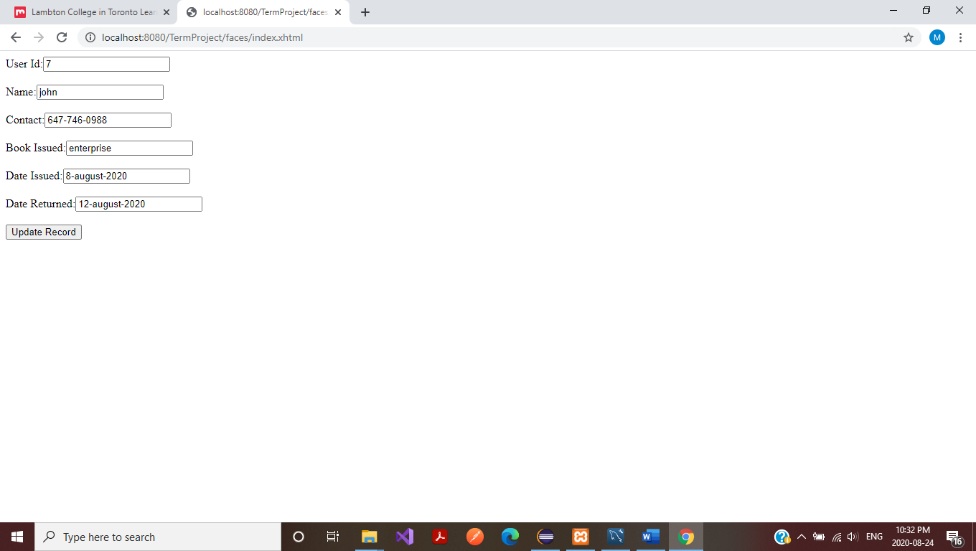 Lambton College in Toronto Lear
localhost:8080/TermProject/faces
localhost:8080/TermProject/faces/index.xhtml
M
User Id: 7
Name: john
Contact: 647-746-0988
Book Issued: enterprise
Date Issued: 8-august-2020
Date Returned: 12-august-2020
Update Record
Type here to search
ENG
10:32 PM
2020-08-24
16